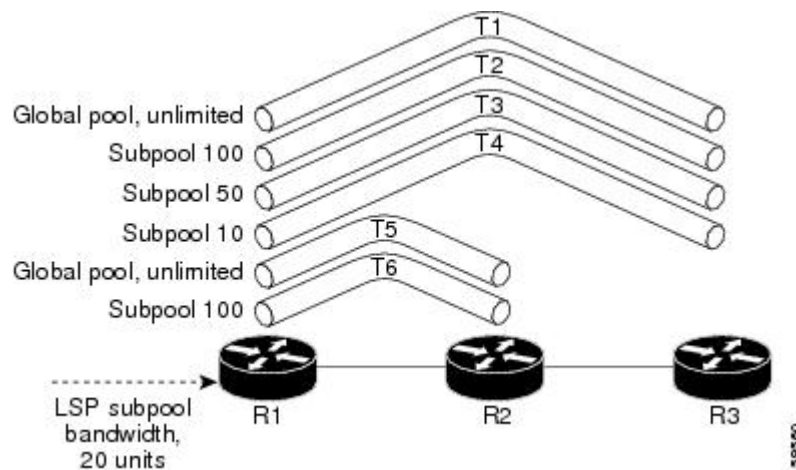 T1
T2
Global pool, unlimited
T3
Subpool 100
T4
Subpool 50
Subpool 10
T5
Global pool, unlimited
T6
Subpool 100
LSP subpool
bandwidth,
20 units
R1
R2
R3